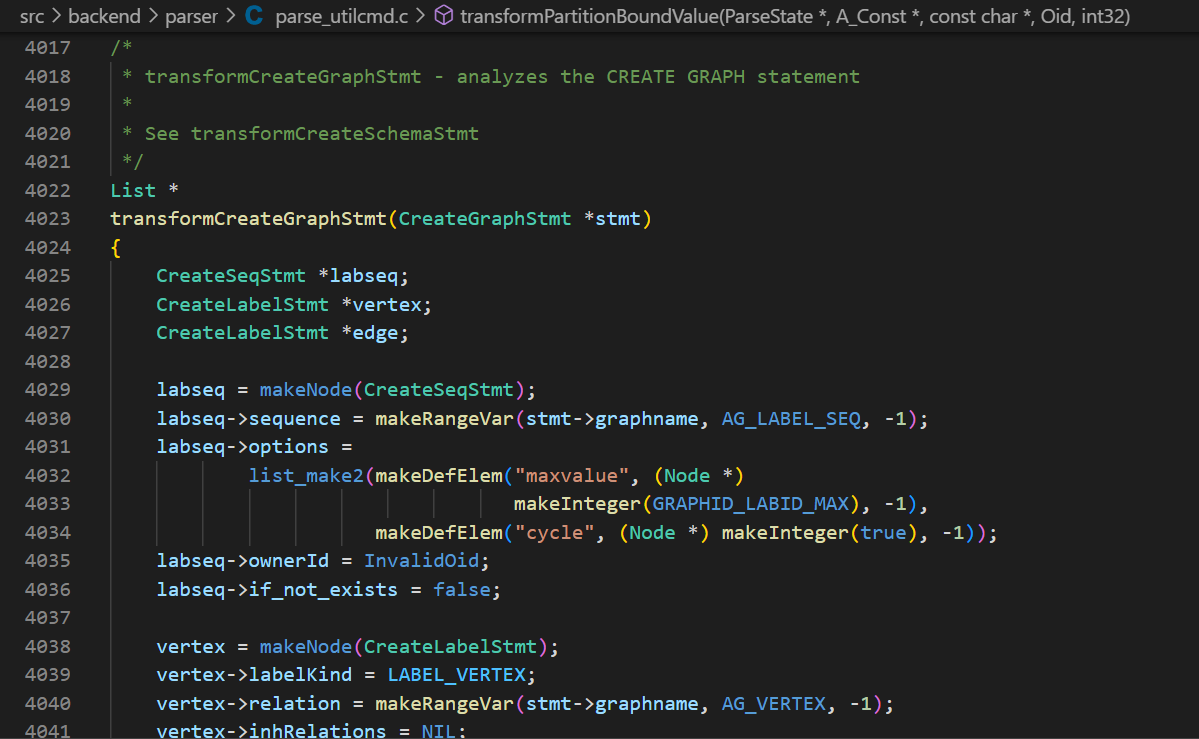 src > backend > parser > C parse_utilcmd.c > transformPartitionBoundValue(ParseState *, A_Const *, const char *, Oid, int32)
4017 /*
4018  * transformCreateGraphStmt - analyzes the CREATE GRAPH statement
4019  *
4020  * See transformCreateSchemaStmt
4021  */
4022 List *
4023 transformCreateGraphStmt(CreateGraphStmt *stmt)
4024 {
4025     CreateSeqStmt *labseq;
4026     CreateLabelStmt *vertex;
4027     CreateLabelStmt *edge;
4028
4029     labseq = makeNode(CreateSeqStmt);
4030     labseq->sequence = makeRangeVar(stmt->graphname, AG_LABEL_SEQ, -1);
4031     labseq->options =
4032             list_make2(makeDefElem("maxvalue", (Node *)
4033                                    makeInteger(GRAPHID_LABID_MAX), -1),
4034                        makeDefElem("cycle", (Node *) makeInteger(true), -1));
4035     labseq->ownerId = InvalidOid;
4036     labseq->if_not_exists = false;
4037
4038     vertex = makeNode(CreateLabelStmt);
4039     vertex->labelKind = LABEL_VERTEX;
4040     vertex->relation = makeRangeVar(stmt->graphname, AG_VERTEX, -1);
4041     vertex->inhRelations = NIL;